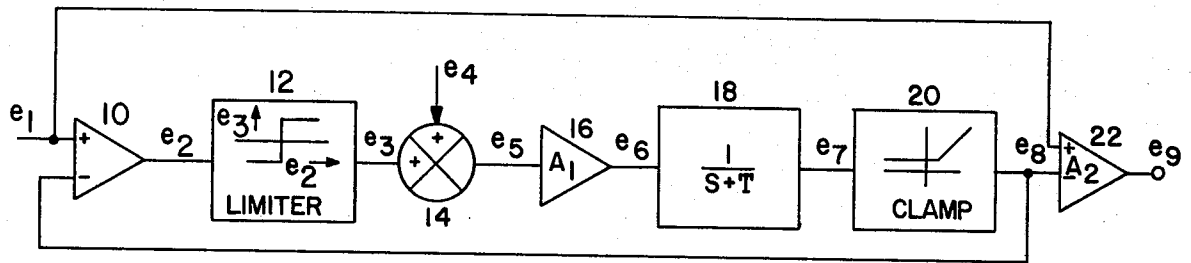 e4
12
18
20
e1
+
10
-
e2
e3
e2
LIMITER
e3
+
+
14
e5
16
A1
e6
1
S+T
e7
CLAMP
e8
22
+
-
A2
e9